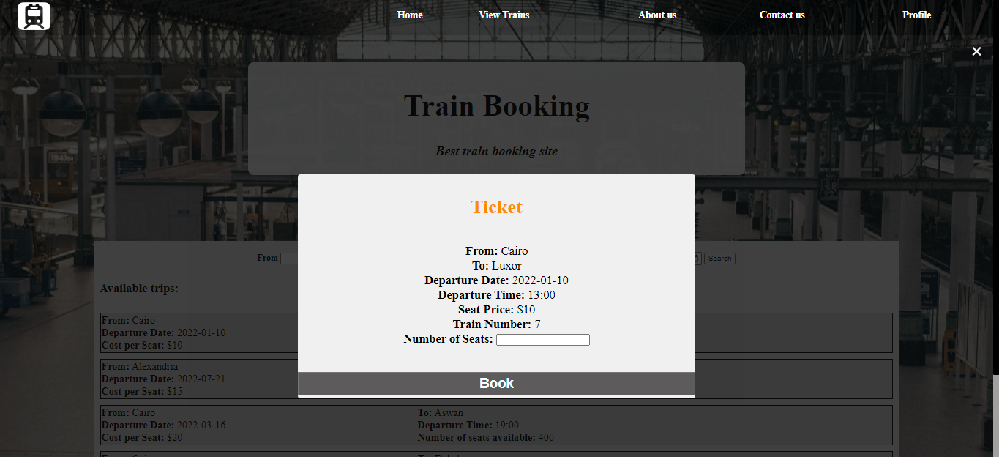 Home View Trains About us Contact us Profile
×
Train Booking
Best train booking site
Ticket
From: Cairo
To: Luxor
Departure Date: 2022-01-10
Departure Time: 13:00
Seat Price: $10
Train Number: 7
Number of Seats:
Book
From Search
Available trips:
From: Cairo
Departure Date: 2022-01-10
Cost per Seat: $10
From: Alexandria
Departure Date: 2022-07-21
Cost per Seat: $15
From: Cairo To: Aswan
Departure Date: 2022-03-16 Departure Time: 19:00
Cost per Seat: $20 Number of seats available: 400